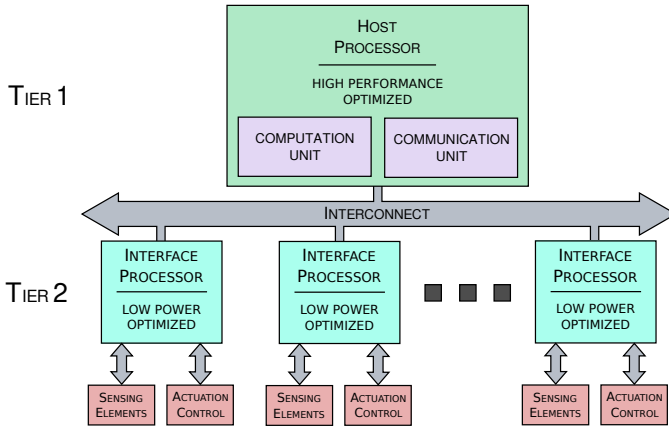 HOST
PROCESSOR
HIGH PERFORMANCE
OPTIMIZED
TIER 1
COMPUTATION
UNIT
COMMUNICATION
UNIT
INTERCONNECT
TIER 2
INTERFACE
PROCESSOR
LOW POWER
OPTIMIZED
INTERFACE
PROCESSOR
LOW POWER
OPTIMIZED
INTERFACE
PROCESSOR
LOW POWER
OPTIMIZED
SENSING
ELEMENTS
ACTUATION
CONTROL
SENSING
ELEMENTS
ACTUATION
CONTROL
SENSING
ELEMENTS
ACTUATION
CONTROL